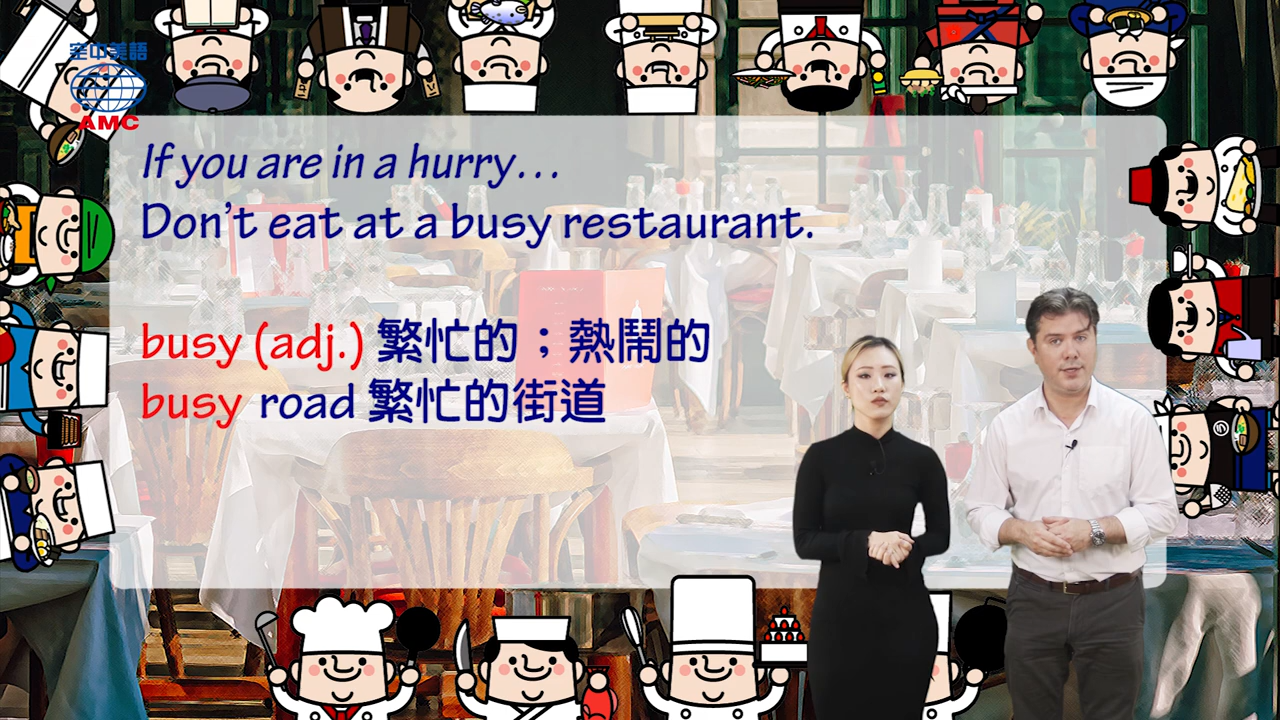 空中美語
AMC
If you are in a hurry…
Don't eat at a busy restaurant.
busy (adj.) 繁忙的；熱鬧的
busy road 繁忙的街道